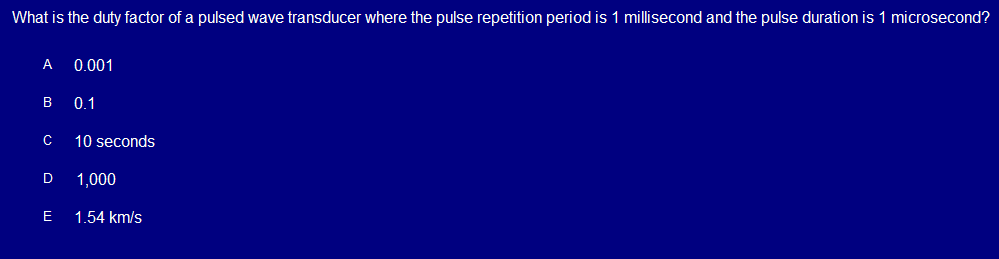 What is the duty factor of a pulsed wave transducer where the pulse repetition period is 1 millisecond and the pulse duration is 1 microsecond?
A 0.001
B 0.1
C 10 seconds
D 1,000
E 1.54 km/s